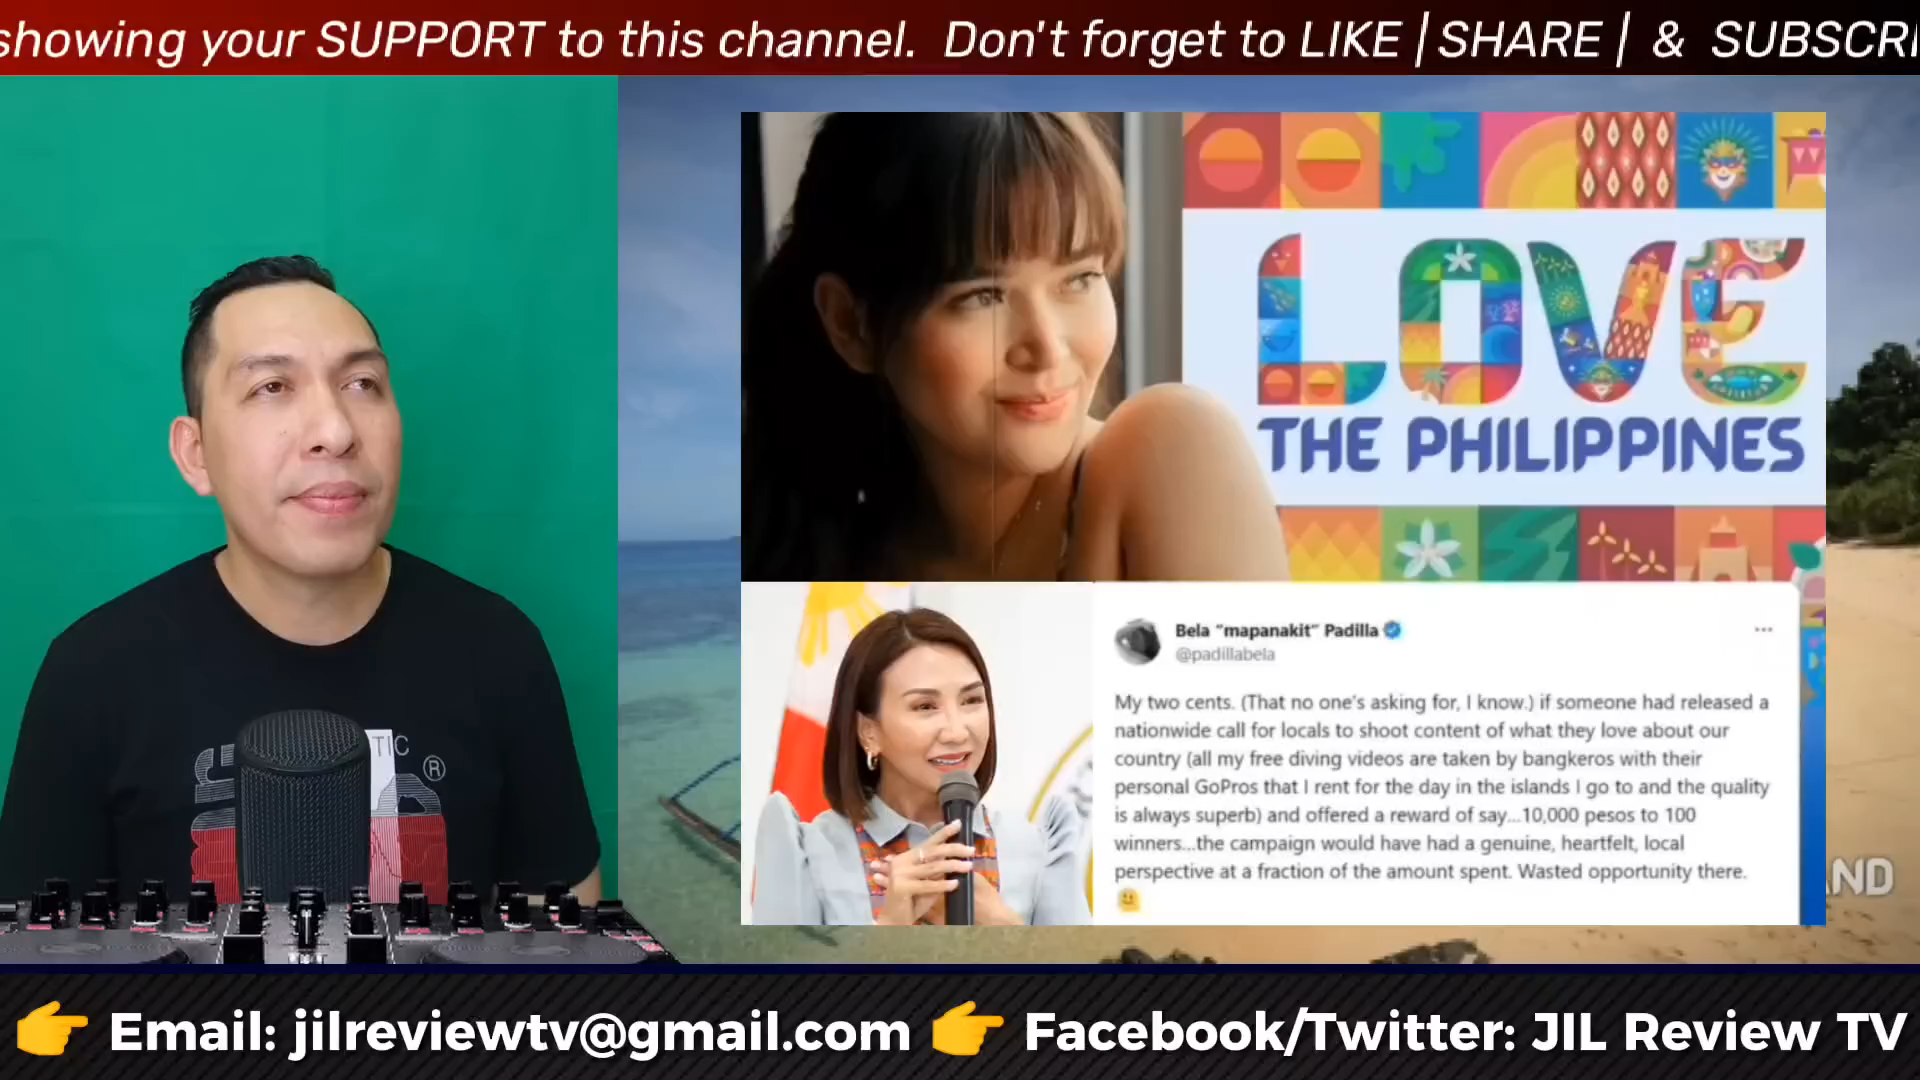 showing your SUPPORT to this channel. Don't forget to LIKE | SHARE | & SUBSCRI
LOVE
THE PHILIPPINES
Bela "mapanakit" Padilla
@padillabela
My two cents. (That no one's asking for, I know.) if someone had released a
nationwide call for locals to shoot content of what they love about our
country (all my free diving videos are taken by bangkeros with their
personal GoPros that I rent for the day in the islands I go to and the quality
is always superb) and offered a reward of say...10,000 pesos to 100
winners...the campaign would have had a genuine, heartfelt, local
perspective at a fraction of the amount spent. Wasted opportunity there.
AND
TIC
®
👉 Email: jilreviewtv@gmail.com 👉 Facebook/Twitter: JIL Review TV